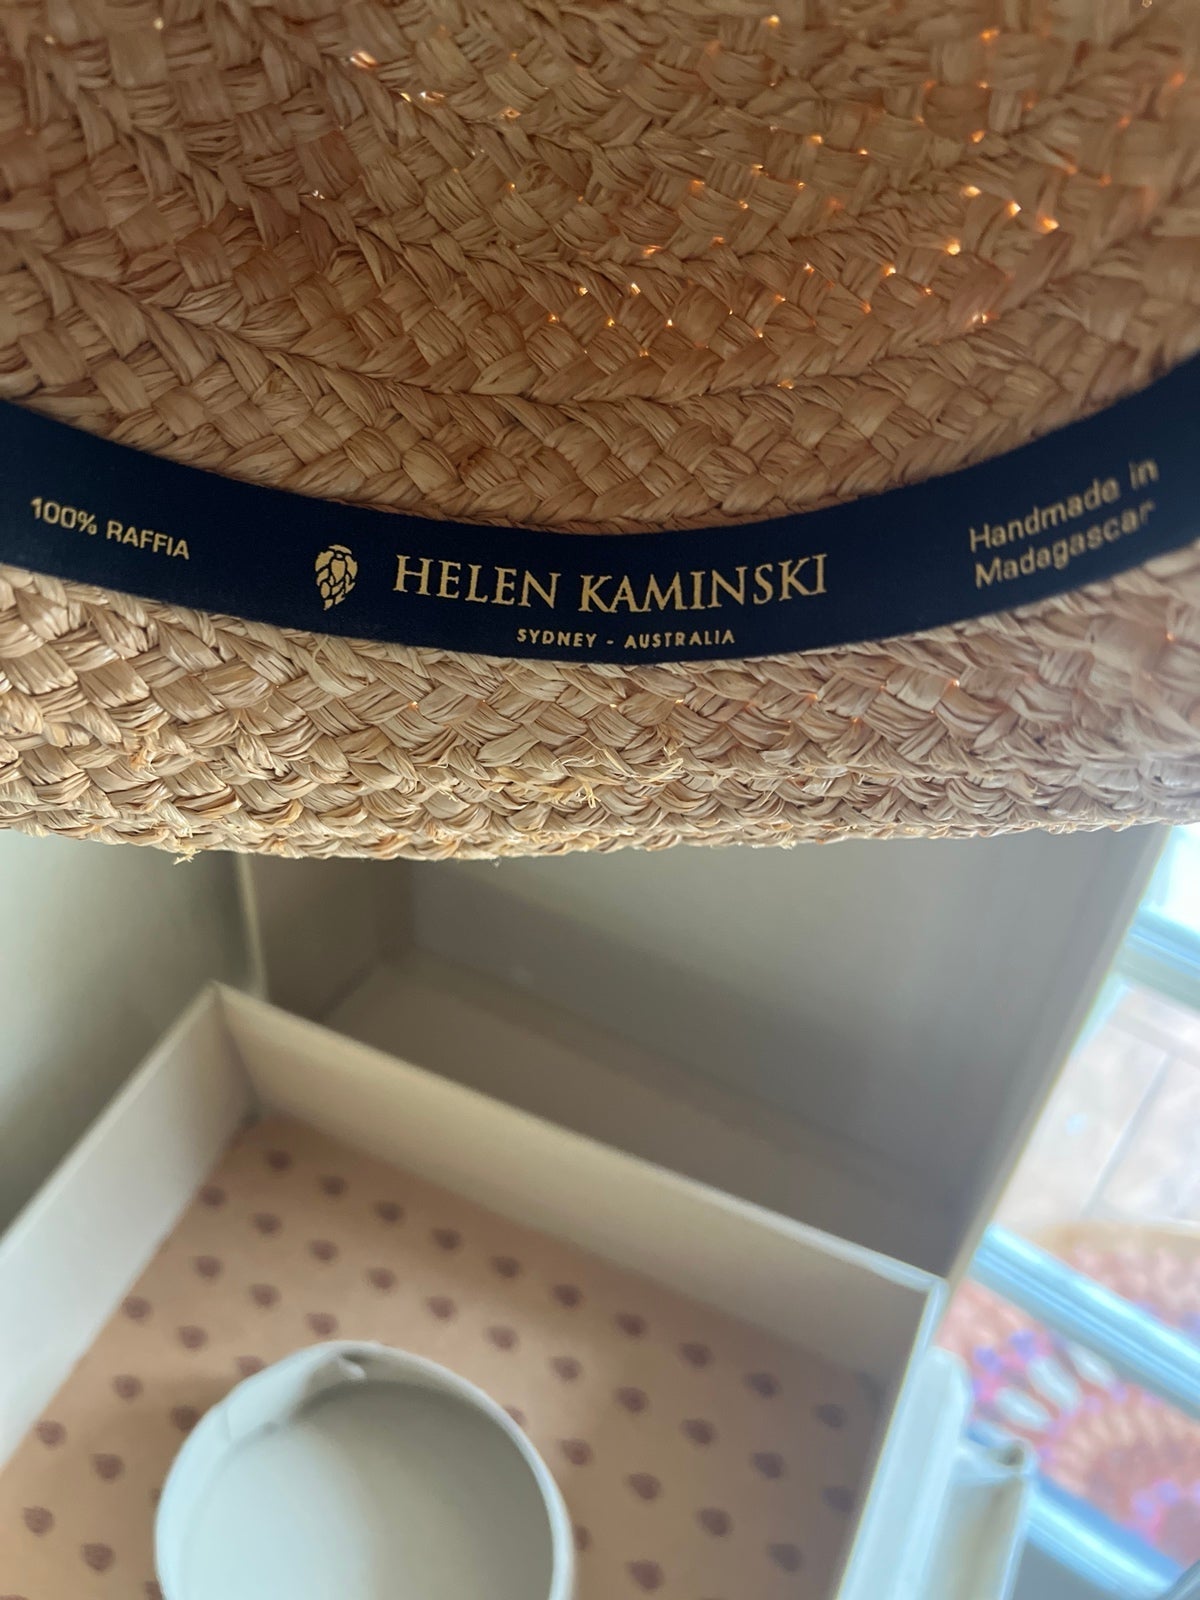 100% RAFFIA
HELEN KAMINSKI
SYDNEY - AUSTRALIA
Handmade in
Madagascar